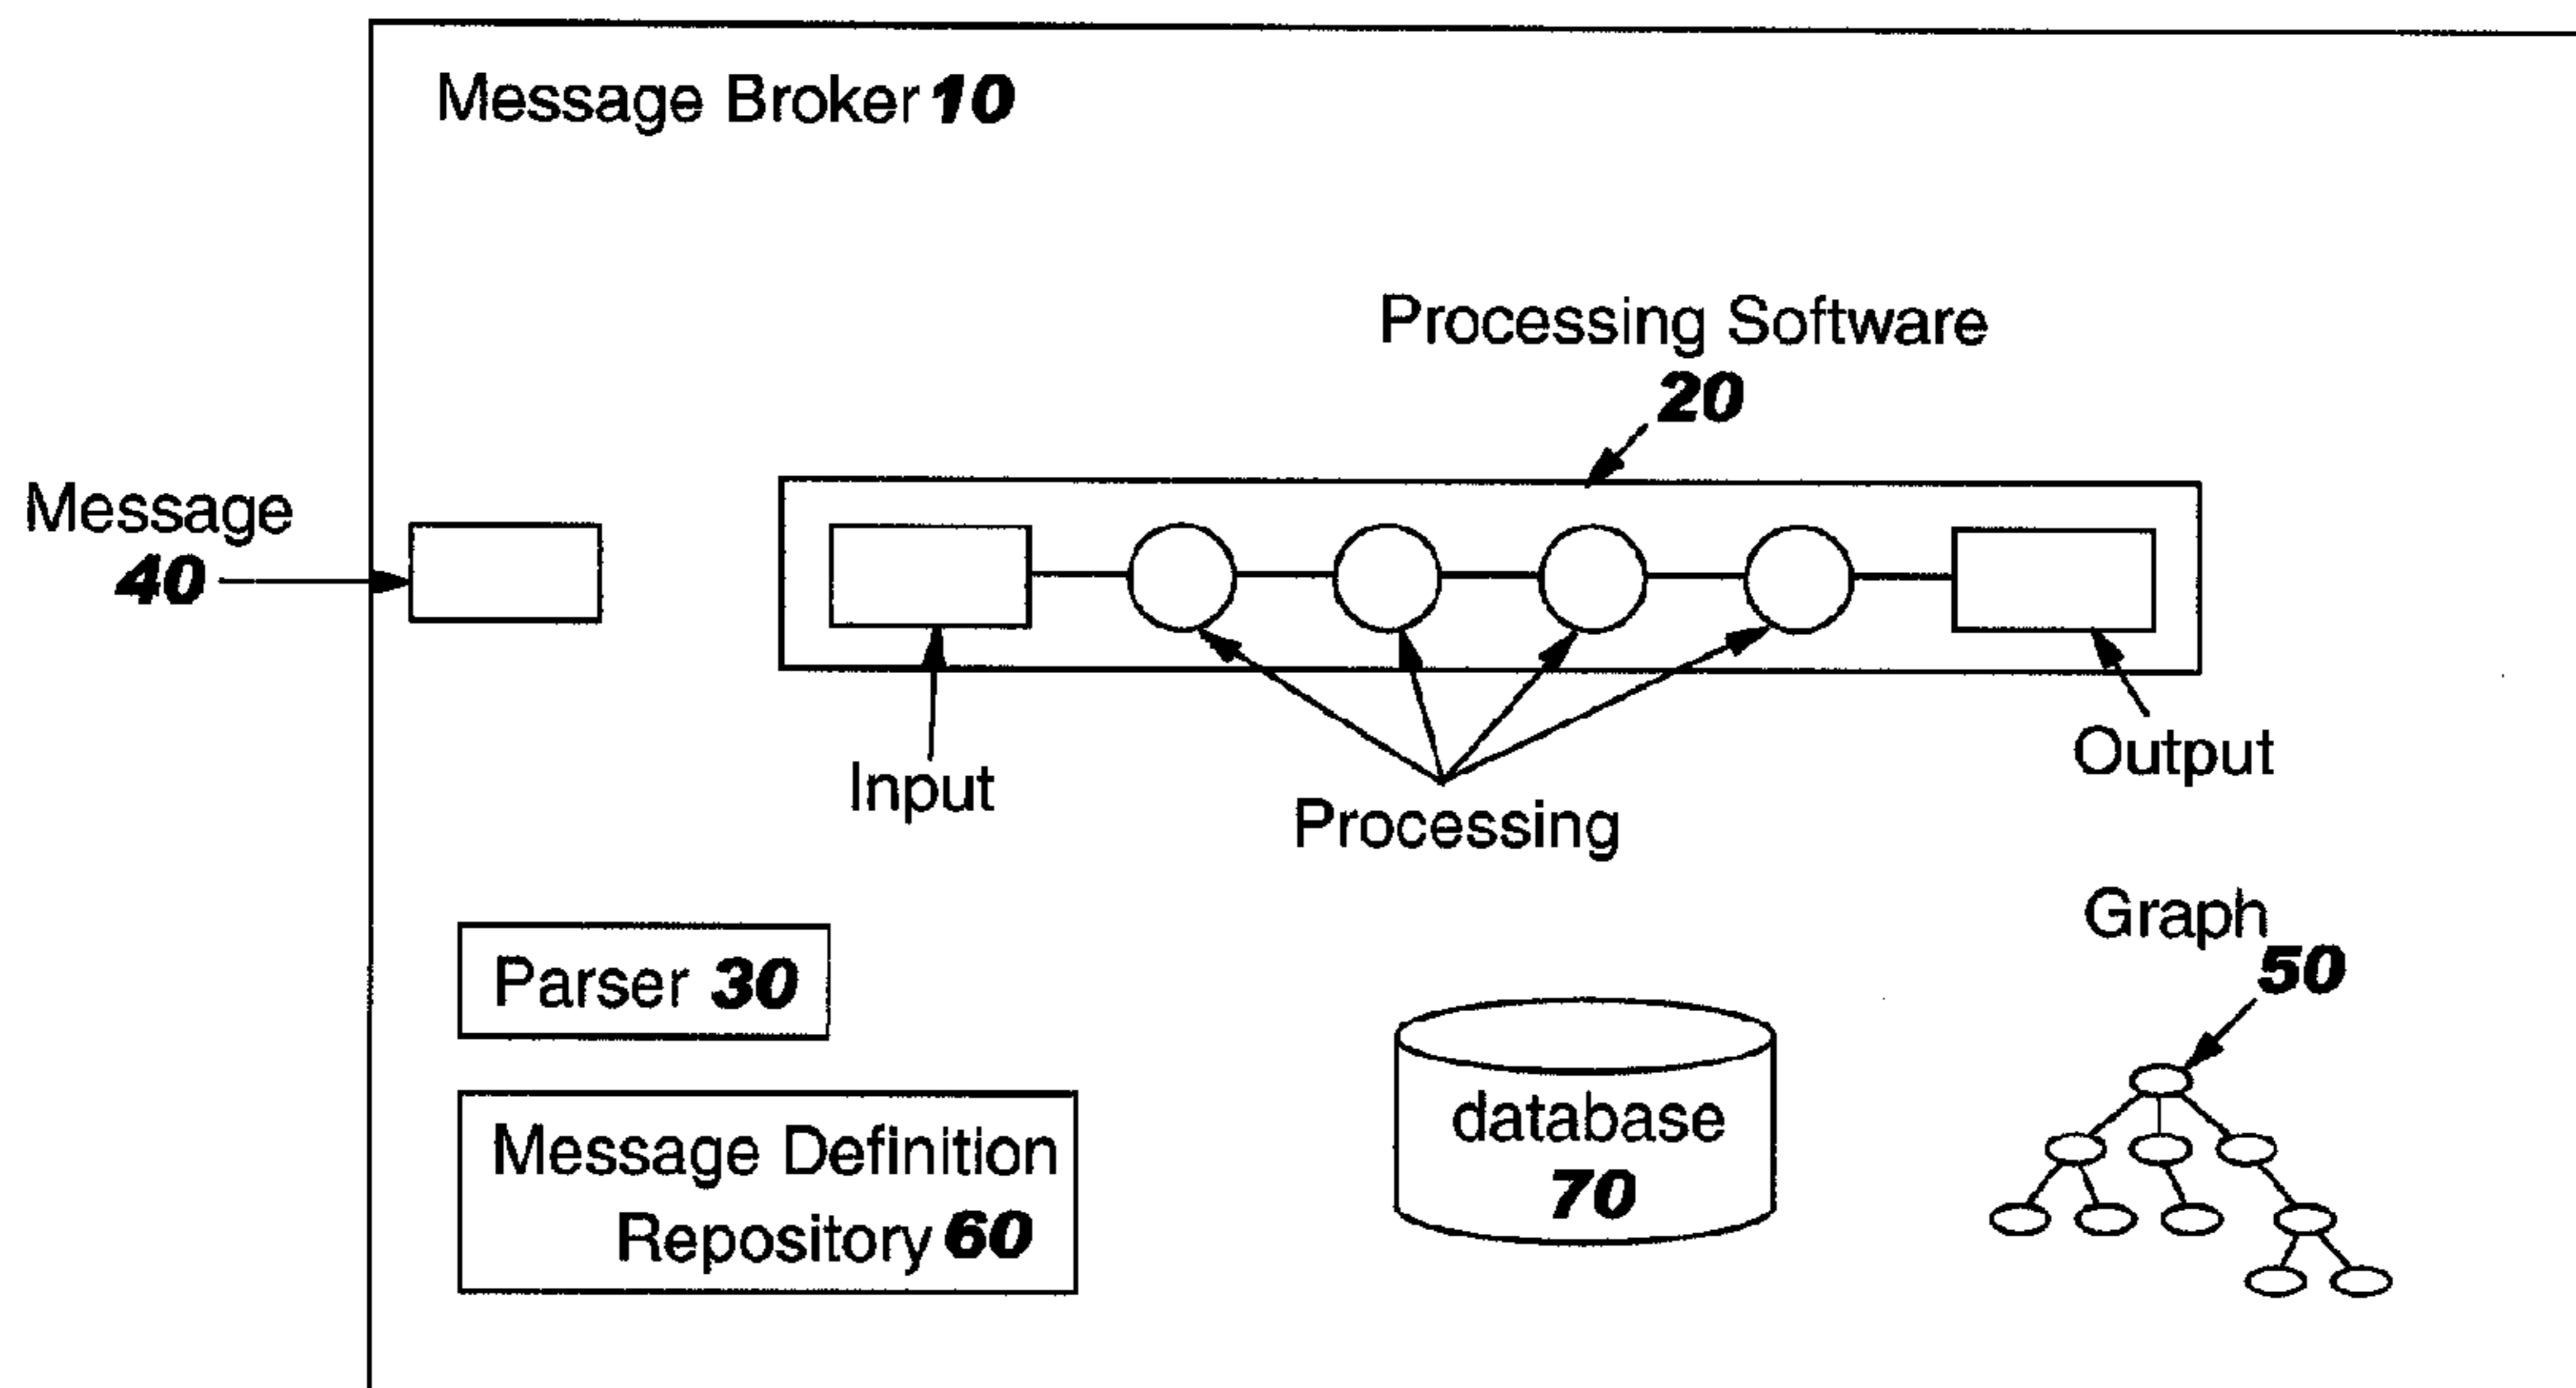 Message Broker 10
Processing Software
20
Message
40
Input
Processing
Output
Parser 30
Message Definition
Repository 60
database
70
Graph
50